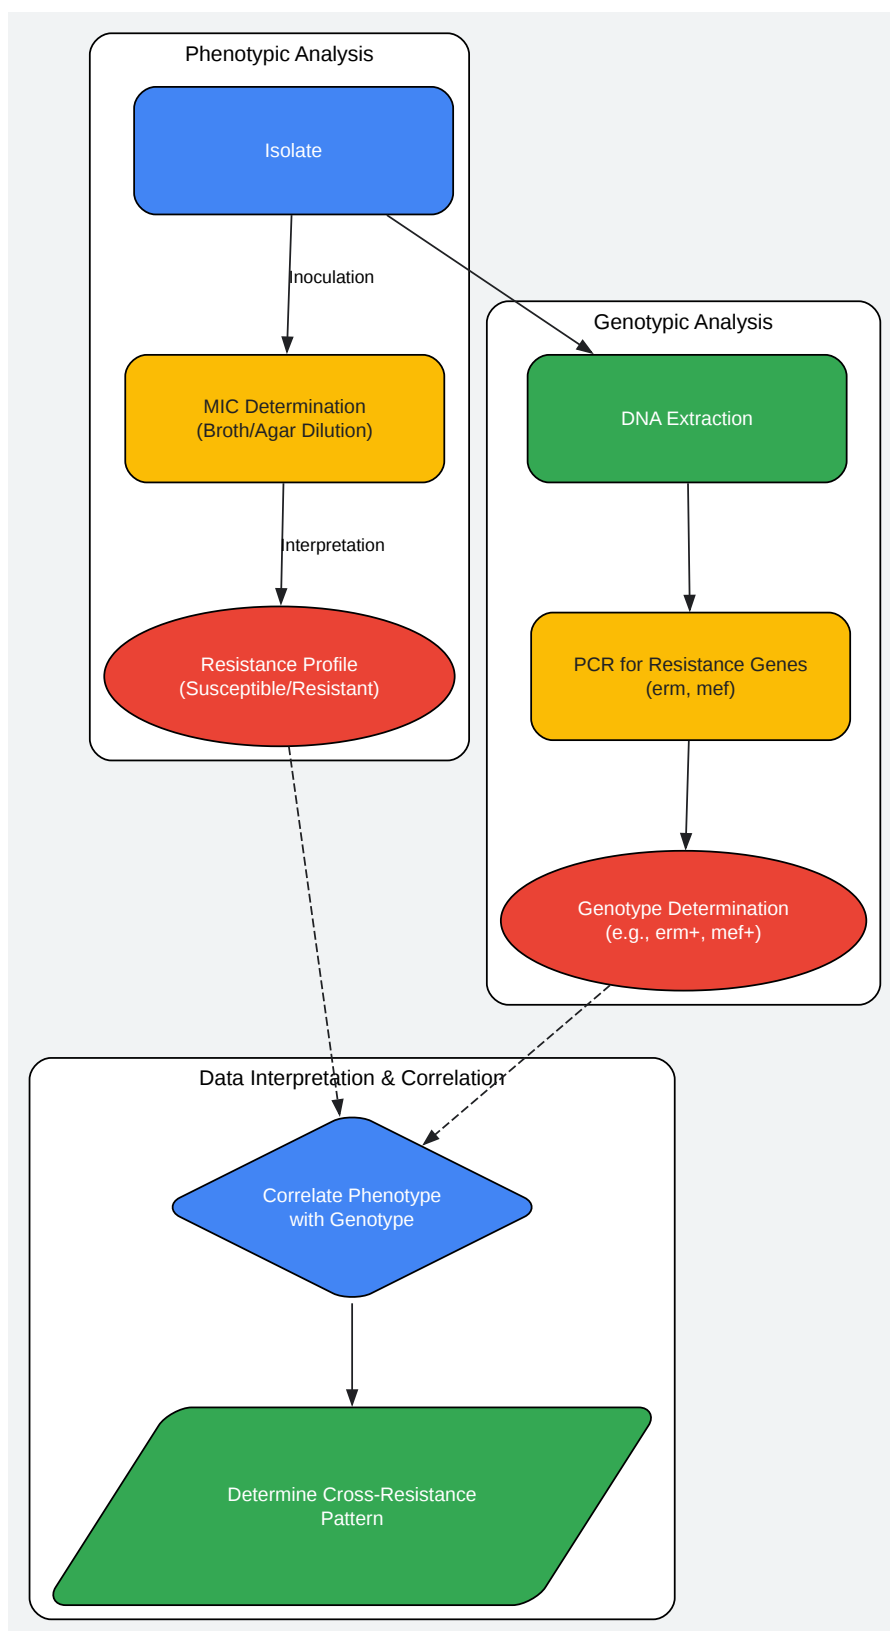 Phenotypic Analysis
Isolate
Inoculation
MIC Determination
(Broth/Agar Dilution)
Interpretation
Resistance Profile
(Susceptible/Resistant)
Genotypic Analysis
DNA Extraction
PCR for Resistance Genes
(erm, mef)
Genotype Determination
(e.g., erm+, mef+)
Data Interpretation & Correlation
Correlate Phenotype
with Genotype
Determine Cross-Resistance
Pattern